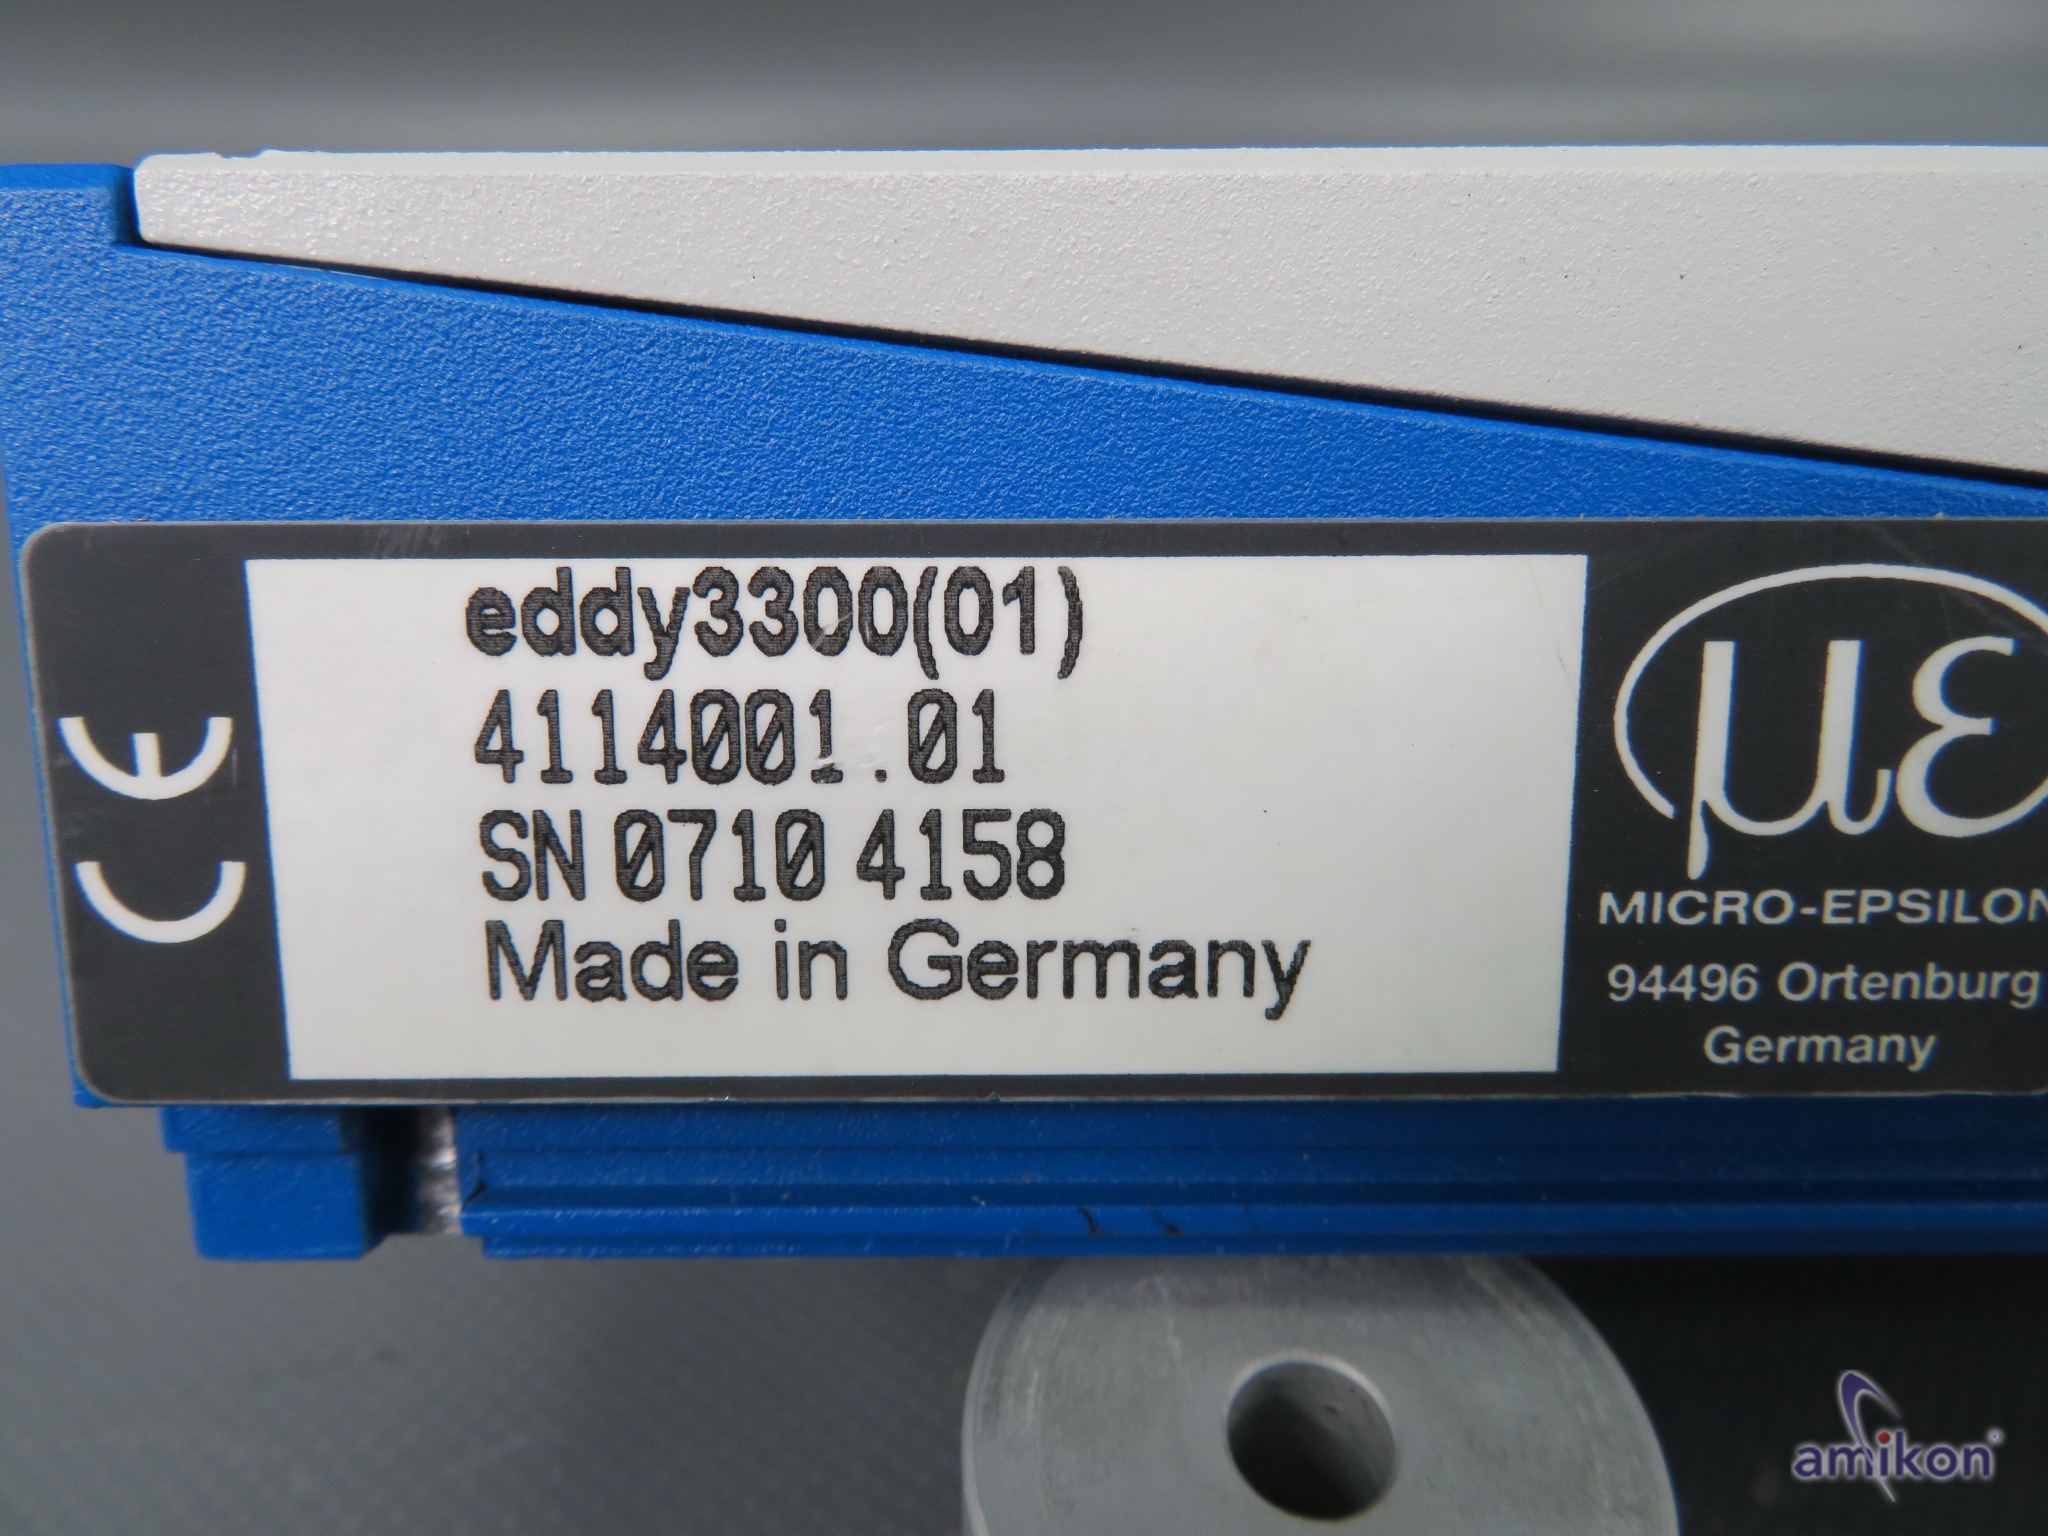 eddy3300(01)
4114001.01
SN 0710 4158
Made in Germany
CE
µε
MICRO-EPSILON
94496 Ortenburg
Germany
amikon